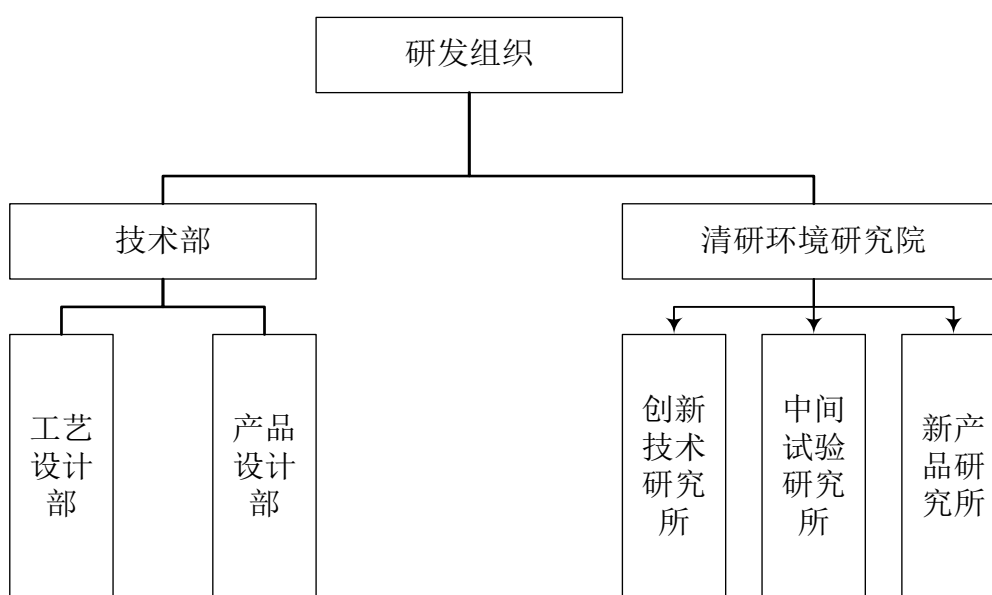 研发组织
技术部
清研环境研究院
工艺
设计
部
产品
设计
部
创新
技术
研究
所
中间
试验
研究
所
新产
品研
究所